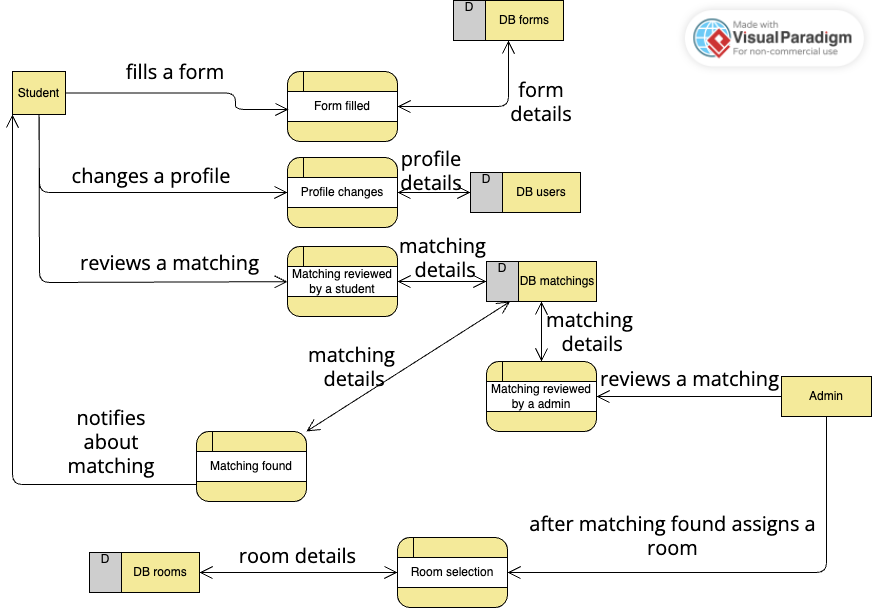 D
DB forms
Made with
VisualParadigm
For non-commercial use
fills a form
Student
Form filled
form
details
profile
details
changes a profile
Profile changes
D
DB users
matching
details
reviews a matching
Matching reviewed
by a student
D
DB matchings
matching
details
matching
details
reviews a matching
Matching reviewed
by a admin
Admin
notifies
about
matching
Matching found
after matching found assigns a
room
D
DB rooms
room details
Room selection